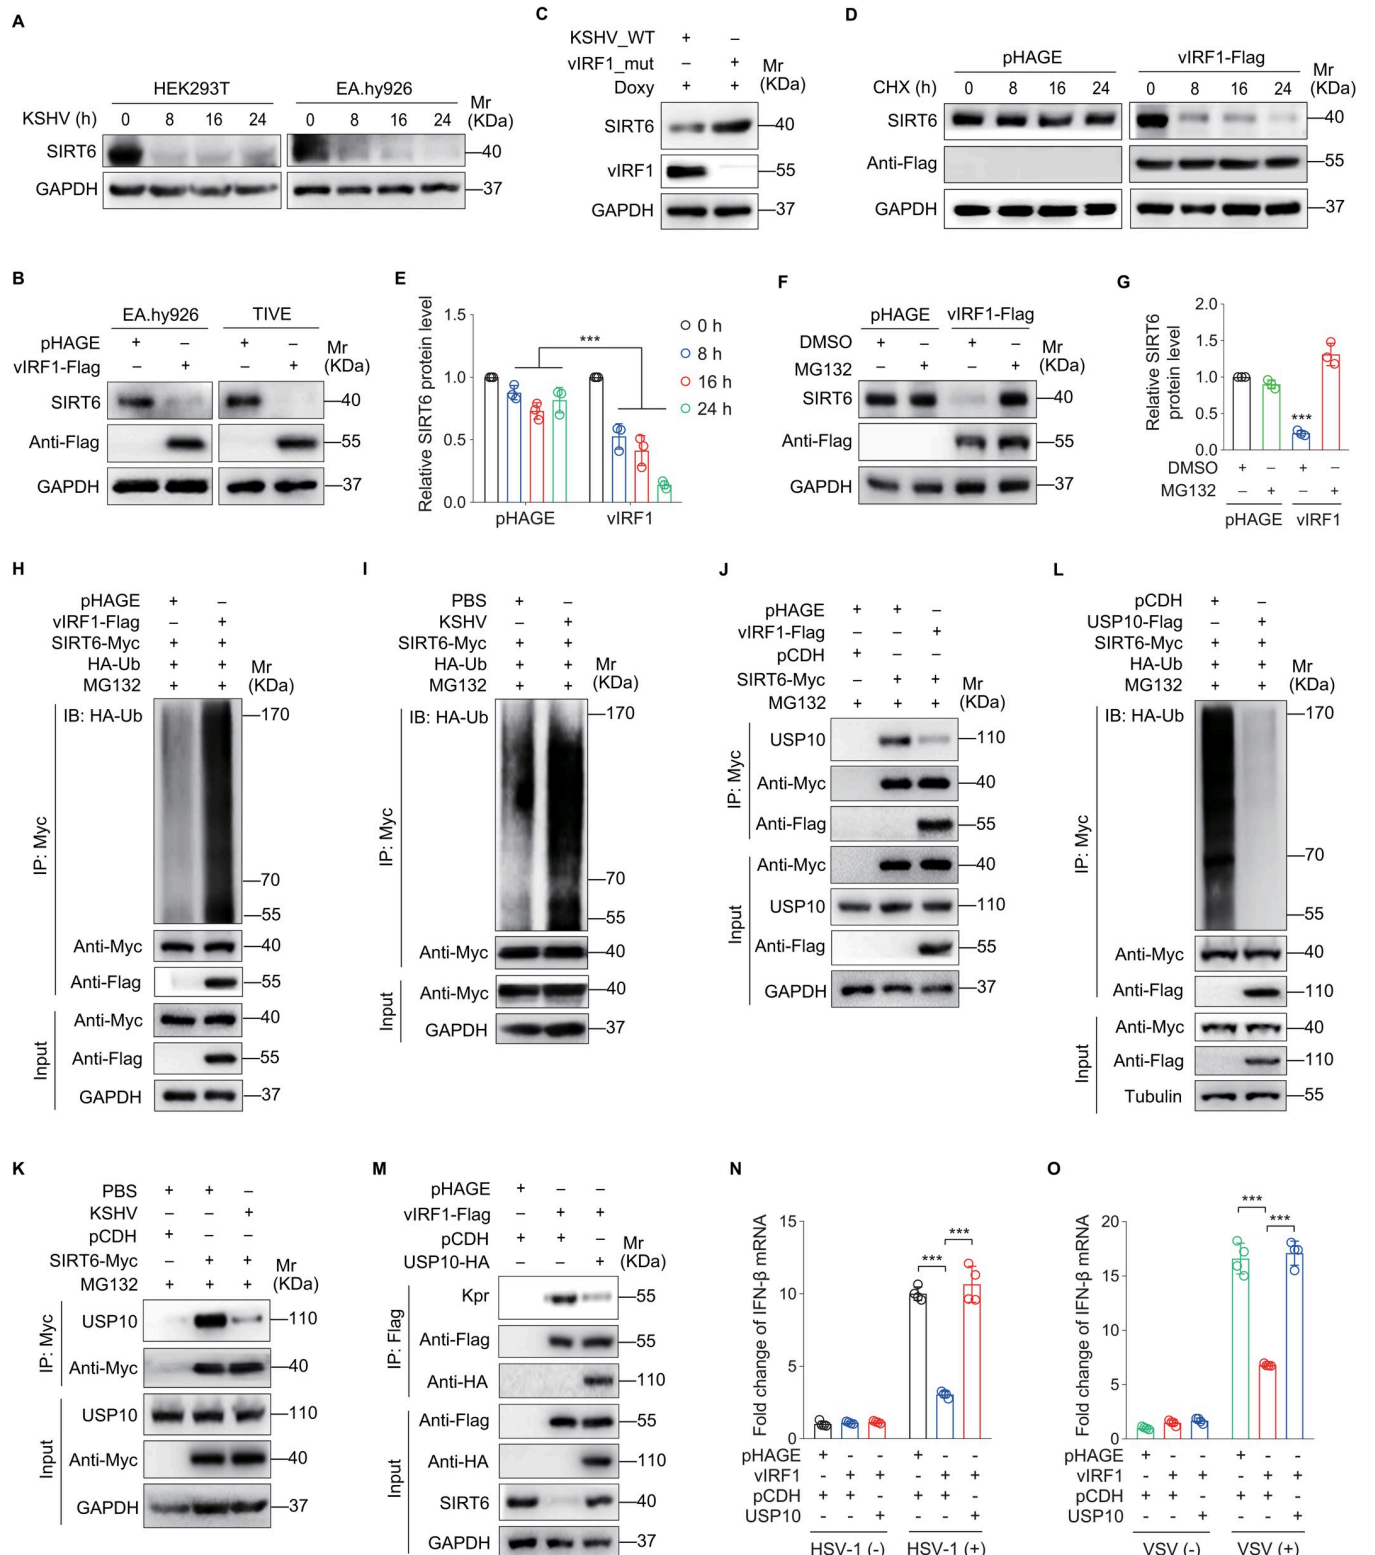 A
HEK293T EA.hy926
KSHV (h) 0 8 16 24 0 8 16 24 Mr (KDa)
SIRT6 40
GAPDH 37
C
KSHV_WT + –
vIRF1_mut – + Mr
Doxy + + (KDa)
SIRT6 40
vIRF1 55
GAPDH 37
D
pHAGE vIRF1-Flag
CHX (h) 0 8 16 24 0 8 16 24 Mr (KDa)
SIRT6 40
Anti-Flag 55
GAPDH 37
B
EA.hy926 TIVE
pHAGE + – + – Mr
vIRF1-Flag – + – + (KDa)
SIRT6 40
Anti-Flag 55
GAPDH 37
E
Relative SIRT6 protein level
1.5
1.0
0.5
0.0
***
0 h
8 h
16 h
24 h
pHAGE vIRF1
F
pHAGE vIRF1-Flag
DMSO + – + – Mr
MG132 – + – + (KDa)
SIRT6 40
Anti-Flag 55
GAPDH 37
G
Relative SIRT6
protein level
2.0
1.5
1.0
0.5
0.0
***
DMSO + – + –
MG132 – + – +
pHAGE vIRF1
H
pHAGE + –
vIRF1-Flag – +
SIRT6-Myc + +
HA-Ub + + Mr
MG132 + + (KDa)
IP: Myc
IB: HA-Ub 170
70
55
Anti-Myc 40
Anti-Flag 55
Input
Anti-Myc 40
Anti-Flag 55
GAPDH 37
I
PBS + –
KSHV – +
SIRT6-Myc + +
HA-Ub + + Mr
MG132 + + (KDa)
IP: Myc
IB: HA-Ub 170
70
55
Anti-Myc 40
Input
Anti-Myc 40
GAPDH 37
J
pHAGE + + –
vIRF1-Flag – – +
pCDH + – –
SIRT6-Myc – + + Mr
MG132 + + + (KDa)
IP: Myc
USP10 110
Anti-Myc 40
Anti-Flag 55
Input
Anti-Myc 40
USP10 110
Anti-Flag 55
GAPDH 37
L
pCDH + –
USP10-Flag – +
SIRT6-Myc + +
HA-Ub + + Mr
MG132 + + (KDa)
IP: Myc
IB: HA-Ub 170
70
55
Anti-Myc 40
Anti-Flag 110
Input
Anti-Myc 40
Anti-Flag 110
Tubulin 55
K
PBS + + –
KSHV – – +
pCDH + – –
SIRT6-Myc – + + Mr
MG132 + + + (KDa)
IP: Myc
USP10 110
Anti-Myc 40
Input
USP10 110
Anti-Myc 40
GAPDH 37
M
pHAGE + – –
vIRF1-Flag – + +
pCDH + + – Mr
USP10-HA – – + (KDa)
IP: Flag
Kpr 55
Anti-Flag 55
Anti-HA 110
Input
Anti-Flag 55
Anti-HA 110
SIRT6 40
GAPDH 37
N
Fold change of IFN-β mRNA
15
10
5
0
*** ***
pHAGE + - - + - -
vIRF1 - + + - + +
pCDH + + - + + -
USP10 - - + - - +
HSV-1 (-) HSV-1 (+)
O
Fold change of IFN-β mRNA
20
15
10
5
0
*** ***
pHAGE + - - + - -
vIRF1 - + + - + +
pCDH + + - + + -
USP10 - - + - - +
VSV (-) VSV (+)